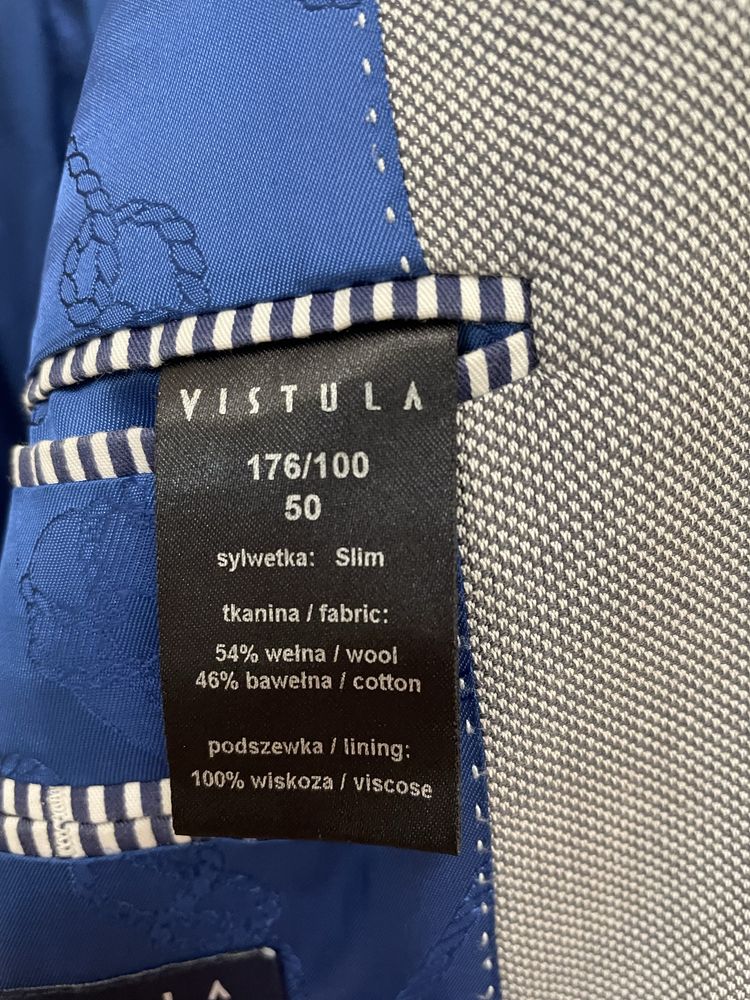 VISTULA
176/100
50
sylwetka: Slim
tkanina / fabric:
54% wełna / wool
46% bawełna / cotton
podszewka / lining:
100% wiskoza / viscose